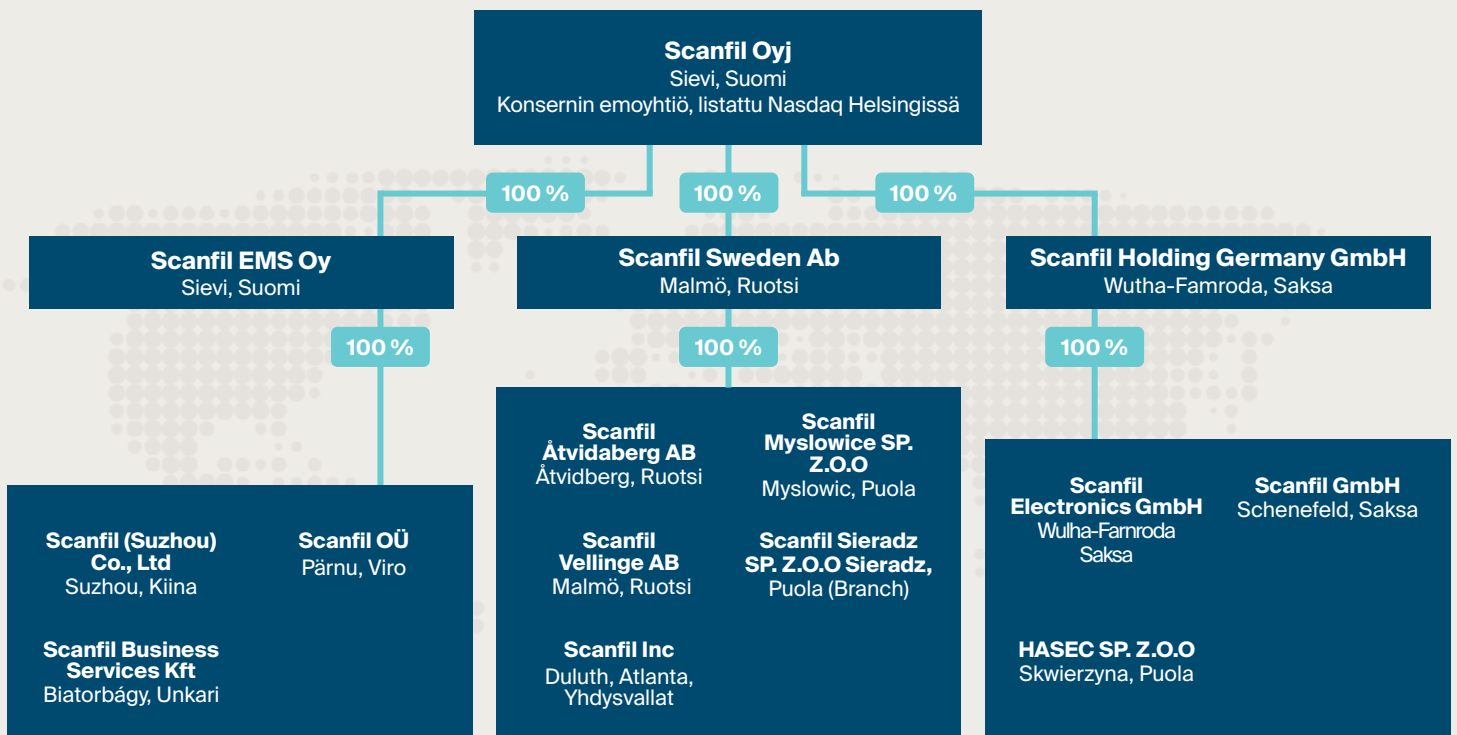 Scanfil Oyj
Sievi, Suomi
Konsernin emoyhtiö, listattu Nasdaq Helsingissä
100 %
100 %
100 %
Scanfil EMS Oy
Sievi, Suomi
Scanfil Sweden Ab
Malmö, Ruotsi
Scanfil Holding Germany GmbH
Wutha-Famroda, Saksa
100 %
100 %
100 %
Scanfil (Suzhou)
Co., Ltd
Suzhou, Kiina
Scanfil OÜ
Pärnu, Viro
Scanfil Business
Services Kft
Biatorbágy, Unkari
Scanfil
Åtvidaberg AB
Åtvidberg, Ruotsi
Scanfil
Myslowice SP.
Z.O.O
Myslowic, Puola
Scanfil
Vellinge AB
Malmö, Ruotsi
Scanfil Sieradz
SP. Z.O.O Sieradz,
Puola (Branch)
Scanfil Inc
Duluth, Atlanta,
Yhdysvallat
Scanfil
Electronics GmbH
Wulha-Farnroda
Saksa
Scanfil GmbH
Schenefeld, Saksa
HASEC SP. Z.O.O
Skwierzyna, Puola